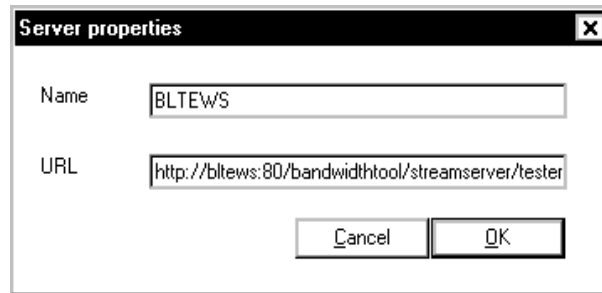 Server properties
Name BLTEWS
URL http://bltews:80/bandwidthtool/streamserver/tester
Cancel OK